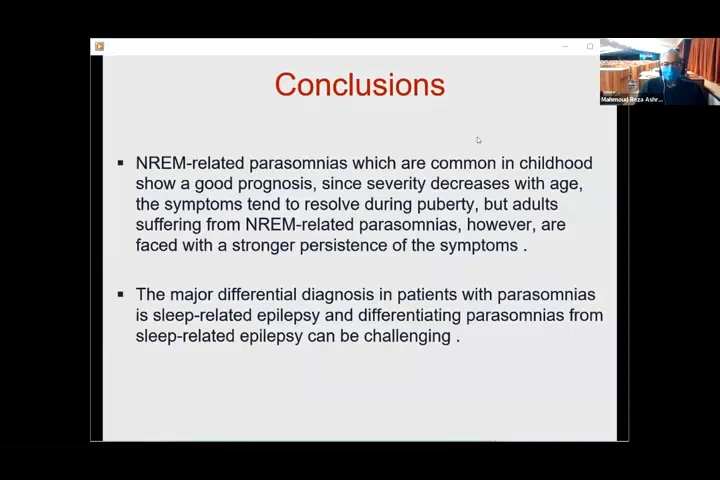 Conclusions
Mahmoud Reza Ashr...
▪ NREM-related parasomnias which are common in childhood
show a good prognosis, since severity decreases with age,
the symptoms tend to resolve during puberty, but adults
suffering from NREM-related parasomnias, however, are
faced with a stronger persistence of the symptoms .
▪ The major differential diagnosis in patients with parasomnias
is sleep-related epilepsy and differentiating parasomnias from
sleep-related epilepsy can be challenging .